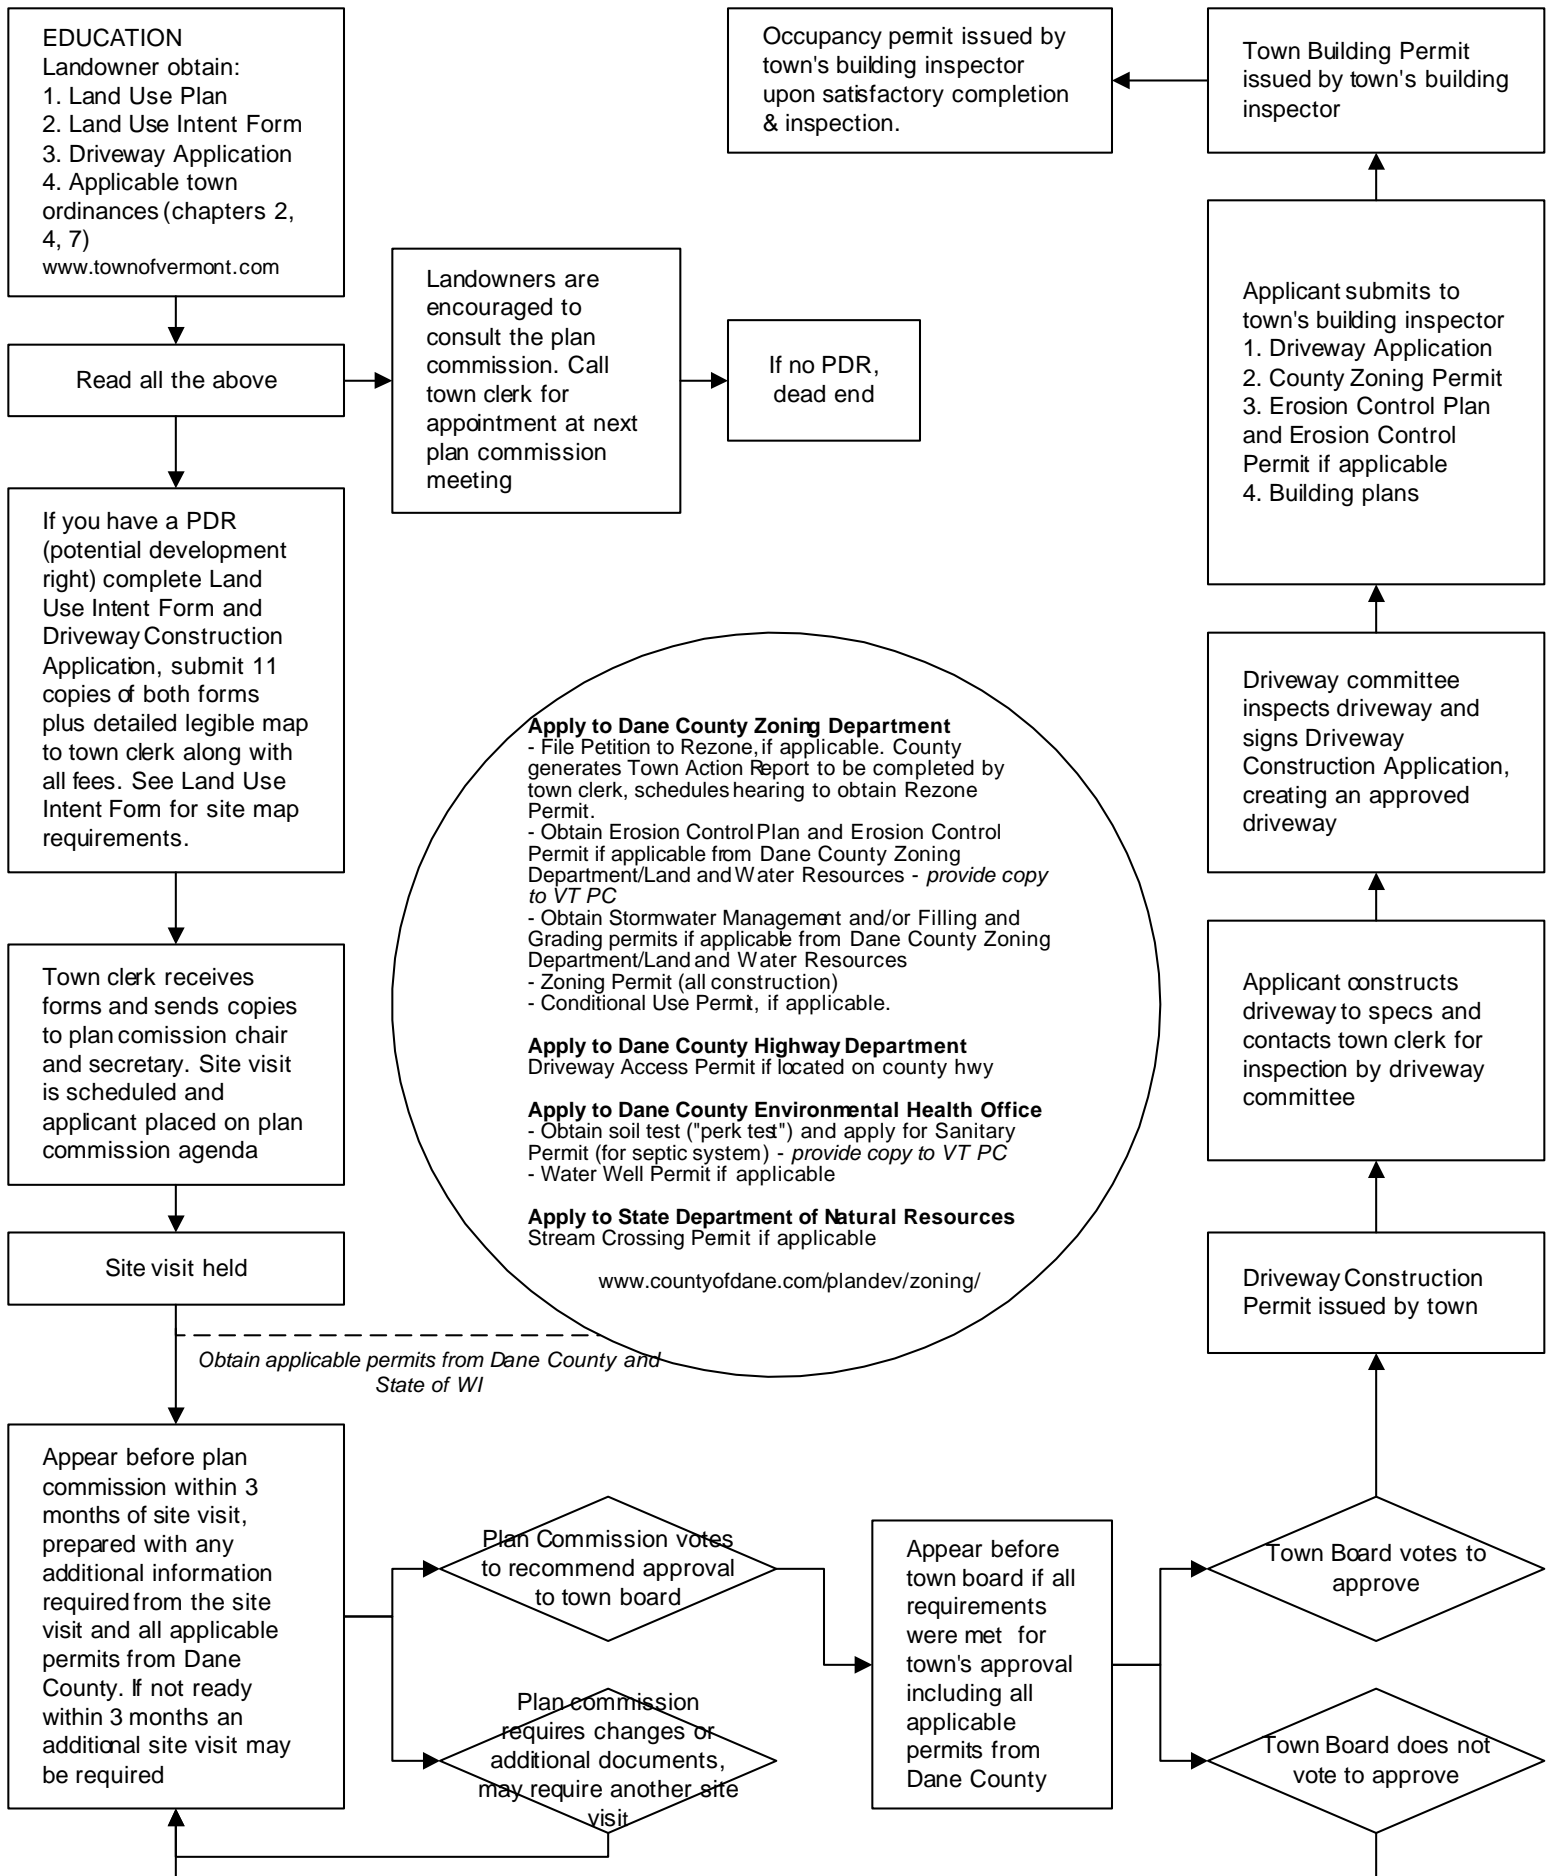 EDUCATION
Landowner obtain:
1. Land Use Plan
2. Land Use Intent Form
3. Driveway Application
4. Applicable town
ordinances (chapters 2,
4, 7)
www.townofvermont.com
Read all the above
Landowners are
encouraged to
consult the plan
commission. Call
town clerk for
appointment at next
plan commission
meeting
If no PDR,
dead end
If you have a PDR
(potential development
right) complete Land
Use Intent Form and
Driveway Construction
Application, submit 11
copies of both forms
plus detailed legible map
to town clerk along with
all fees. See Land Use
Intent Form for site map
requirements.
Town clerk receives
forms and sends copies
to plan comission chair
and secretary. Site visit
is scheduled and
applicant placed on plan
commission agenda
Site visit held
Obtain applicable permits from Dane County and
State of WI
Apply to Dane County Zoning Department
- File Petition to Rezone, if applicable. County
generates Town Action Report to be completed by
town clerk, schedules hearing to obtain Rezone
Permit.
- Obtain Erosion Control Plan and Erosion Control
Permit if applicable from Dane County Zoning
Department/Land and Water Resources - provide copy
to VT PC
- Obtain Stormwater Management and/or Filling and
Grading permits if applicable from Dane County Zoning
Department/Land and Water Resources
- Zoning Permit (all construction)
- Conditional Use Permit, if applicable.
Apply to Dane County Highway Department
Driveway Access Permit if located on county hwy
Apply to Dane County Environmental Health Office
- Obtain soil test ("perk test") and apply for Sanitary
Permit (for septic system) - provide copy to VT PC
- Water Well Permit if applicable
Apply to State Department of Natural Resources
Stream Crossing Permit if applicable
www.countyofdane.com/plandev/zoning/
Appear before plan
commission within 3
months of site visit,
prepared with any
additional information
required from the site
visit and all applicable
permits from Dane
County. If not ready
within 3 months an
additional site visit may
be required
Plan Commission votes
to recommend approval
to town board
Plan commission
requires changes or
additional documents,
may require another site
visit
Appear before
town board if all
requirements
were met for
town's approval
including all
applicable
permits from
Dane County
Town Board votes to
approve
Town Board does not
vote to approve
Driveway Construction
Permit issued by town
Applicant constructs
driveway to specs and
contacts town clerk for
inspection by driveway
committee
Driveway committee
inspects driveway and
signs Driveway
Construction Application,
creating an approved
driveway
Applicant submits to
town's building inspector
1. Driveway Application
2. County Zoning Permit
3. Erosion Control Plan
and Erosion Control
Permit if applicable
4. Building plans
Town Building Permit
issued by town's building
inspector
Occupancy permit issued by
town's building inspector
upon satisfactory completion
& inspection.